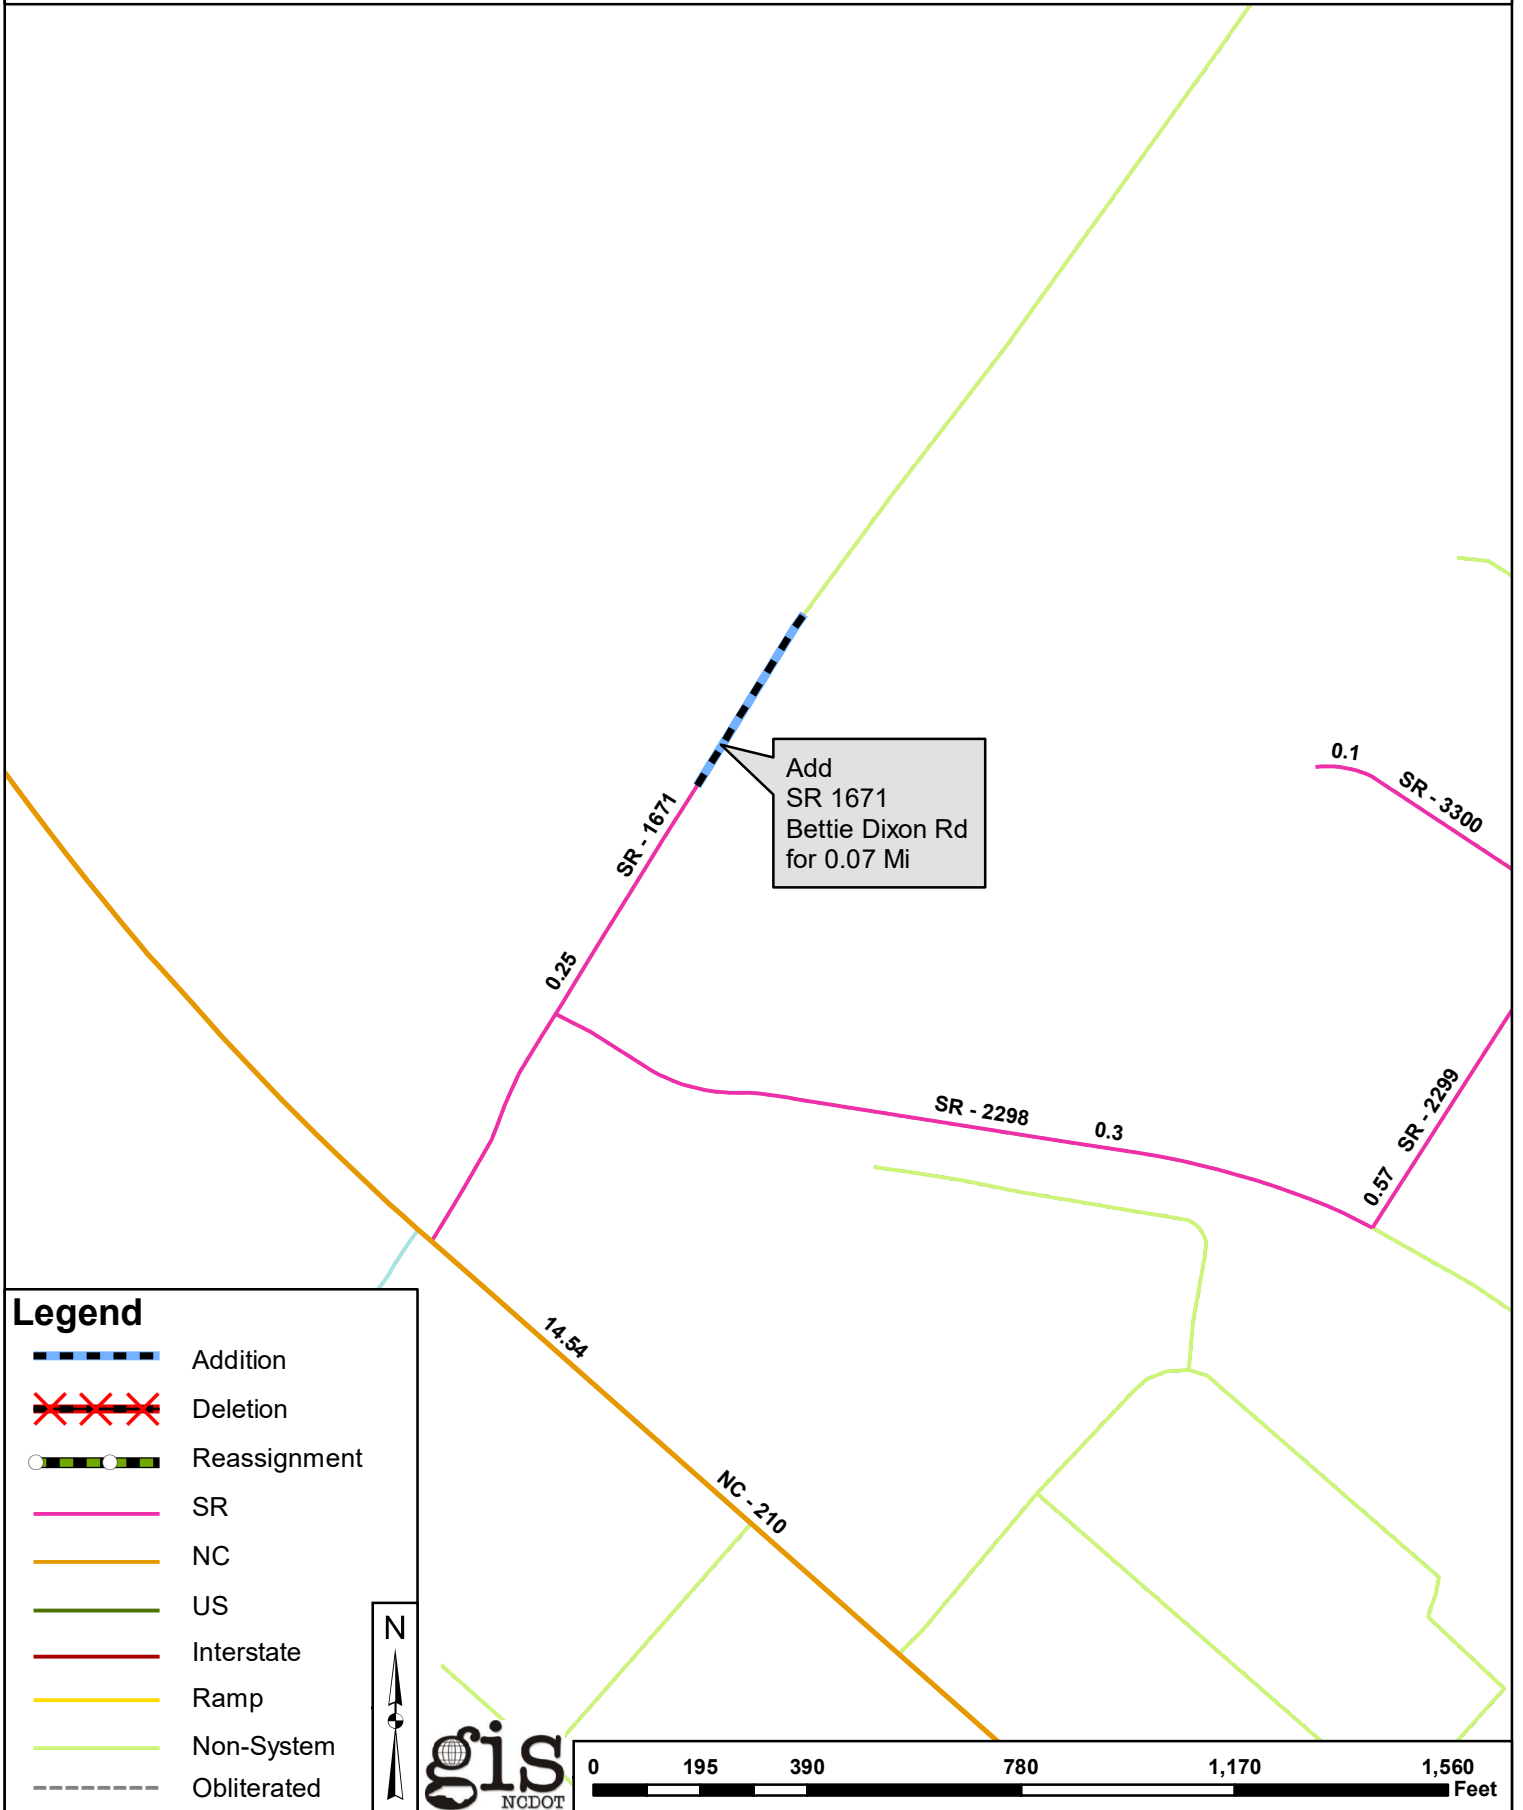 Add
SR 1671
Bettie Dixon Rd
for 0.07 Mi
SR - 1671
0.25
0.1
SR - 3300
SR - 2298
0.3
SR - 2299
0.57
14.54
NC - 210
Legend
Addition
Deletion
Reassignment
SR
NC
US
Interstate
Ramp
Non-System
Obliterated
N
gis
NCDOT
0 195 390 780 1,170 1,560
Feet